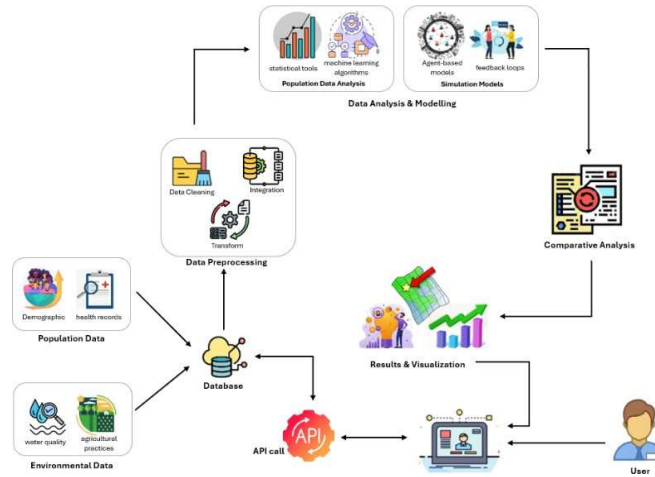 statistical tools
machine learning
algorithms
Population Data Analysis
Agent-based
models
feedback loops
Simulation Models
Data Analysis & Modelling
Data Cleaning
Integration
Transform
Data Preprocessing
Comparative Analysis
Demographic
health records
Population Data
Results & Visualization
Database
water quality
agricultural
practices
Environmental Data
API call
API
User